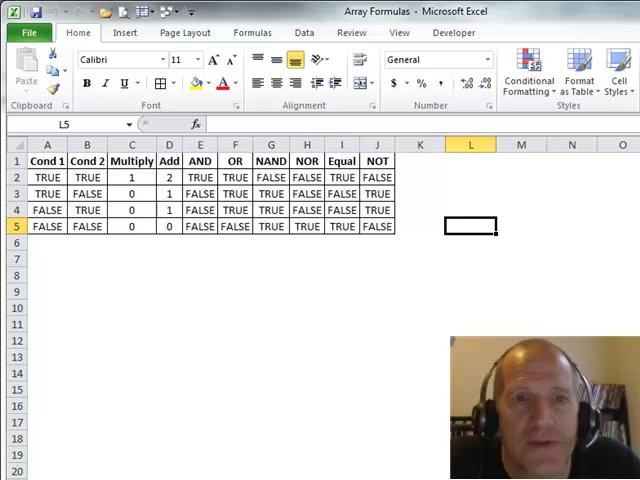 Array Formulas - Microsoft Excel
File Home Insert Page Layout Formulas Data Review View Developer
Paste
Calibri 11 A A
B I U A
General
$ % ,
Conditional Formatting
Format as Table
Cell Styles
Clipboard Font Alignment Number Styles
L5 fx
A B C D E F G H I J K L M N O
1 Cond 1 Cond 2 Multiply Add AND OR NAND NOR Equal NOT
2 TRUE TRUE 1 2 TRUE TRUE FALSE FALSE TRUE FALSE
3 TRUE FALSE 0 1 FALSE TRUE TRUE FALSE FALSE TRUE
4 FALSE TRUE 0 1 FALSE TRUE TRUE FALSE FALSE TRUE
5 FALSE FALSE 0 0 FALSE FALSE TRUE TRUE TRUE FALSE
6
7
8
9
10
11
12
13
14
15
16
17
18
19
20